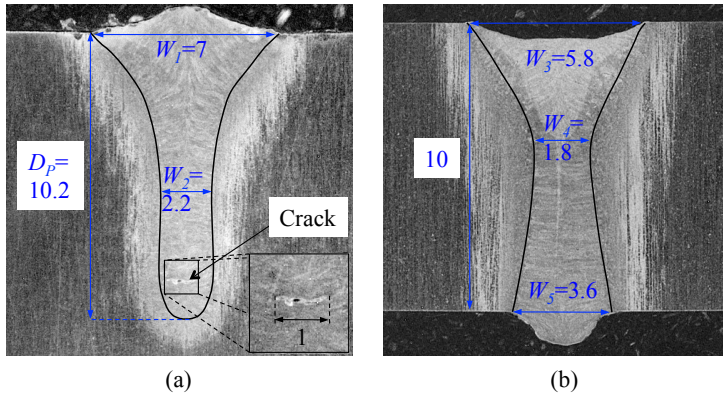 W₁=7
Dₚ=
10.2
W₂=
2.2
Crack
1
(a)
W₃=5.8
W₄=
1.8
10
W₅=3.6
(b)